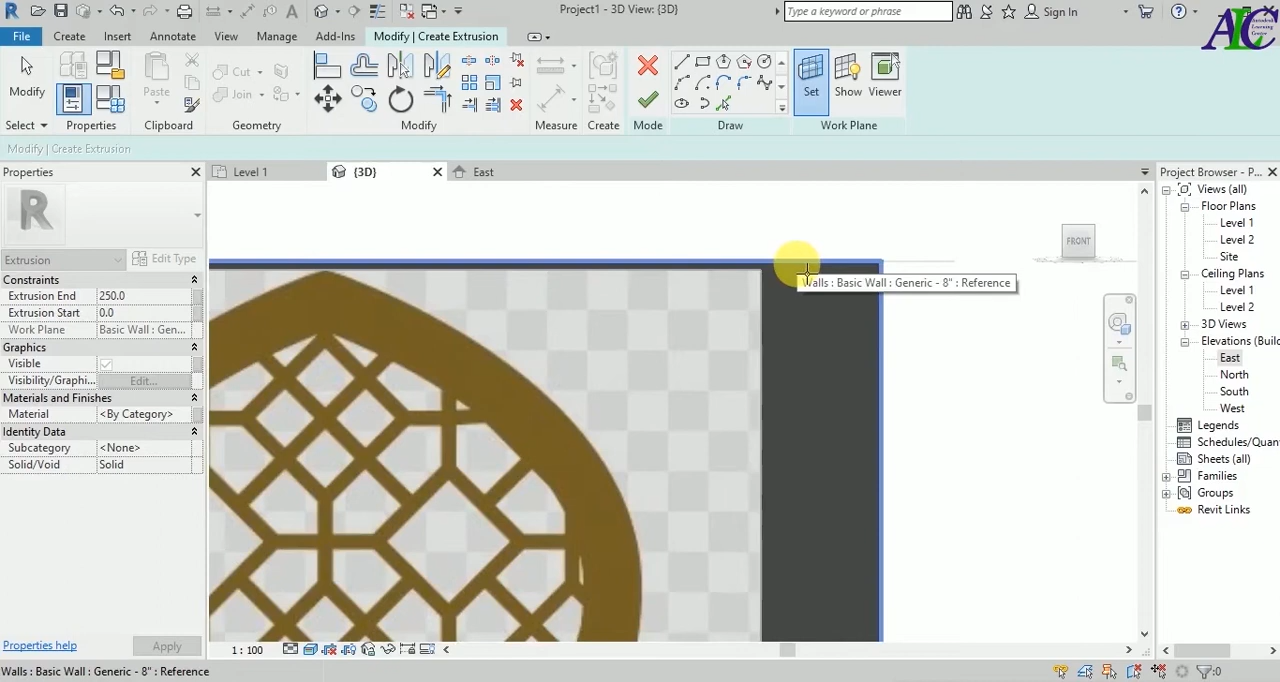 Project1 - 3D View: {3D}
Type a keyword or phrase
Sign In
ALC
File
Create
Insert
Annotate
View
Manage
Add-Ins
Modify | Create Extrusion
Modify
Paste
Cut
Join
Set
Show
Viewer
Select
Properties
Clipboard
Geometry
Modify
Measure
Create
Mode
Draw
Work Plane
Modify | Create Extrusion
Properties
Level 1
{3D}
East
Project Browser - P...
Extrusion
Edit Type
Constraints
Extrusion End 250.0
Extrusion Start 0.0
Work Plane Basic Wall : Gen...
Graphics
Visible
Visibility/Graphi... Edit...
Materials and Finishes
Material <By Category>
Identity Data
Subcategory <None>
Solid/Void Solid
Properties help
Apply
FRONT
Walls : Basic Wall : Generic - 8" : Reference
Views (all)
Floor Plans
Level 1
Level 2
Site
Ceiling Plans
Level 1
Level 2
3D Views
Elevations (Buil
East
North
South
West
Legends
Schedules/Quan
Sheets (all)
Families
Groups
Revit Links
1 : 100
Walls : Basic Wall : Generic - 8" : Reference
:0